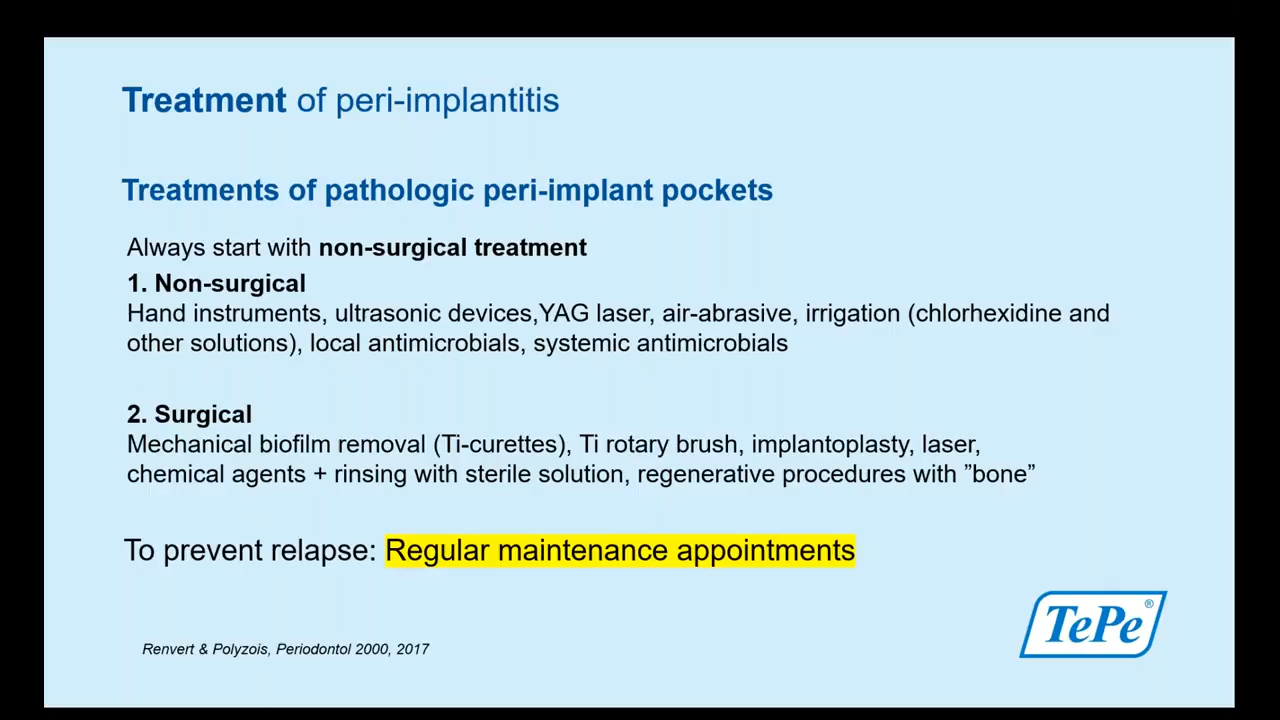 Treatment of peri-implantitis
Treatments of pathologic peri-implant pockets
Always start with non-surgical treatment
1. Non-surgical
Hand instruments, ultrasonic devices,YAG laser, air-abrasive, irrigation (chlorhexidine and
other solutions), local antimicrobials, systemic antimicrobials
2. Surgical
Mechanical biofilm removal (Ti-curettes), Ti rotary brush, implantoplasty, laser,
chemical agents + rinsing with sterile solution, regenerative procedures with ”bone”
To prevent relapse: Regular maintenance appointments
TePe®
Renvert & Polyzois, Periodontol 2000, 2017